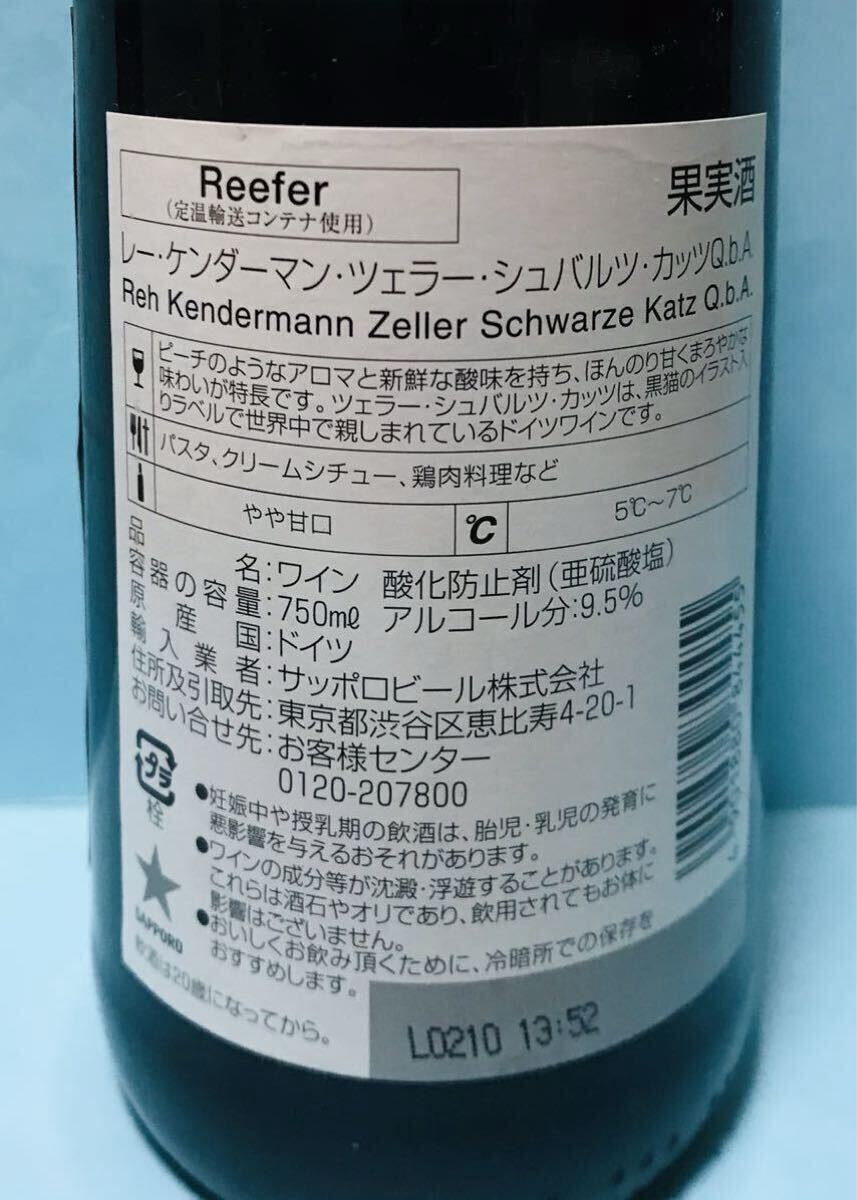 Reefer
(定温輸送コンテナ使用)
果実酒
レー・ケンダーマン・ツェラー・シュバルツ・カッツQ.b.A.
Reh Kendermann Zeller Schwarze Katz Q.b.A.
ピーチのようなアロマと新鮮な酸味を持ち、ほんのり甘くまろやかな
味わいが特長です。ツェラー・シュバルツ・カッツは、黒猫のイラスト入
りラベルで世界中で親しまれているドイツワインです。
パスタ、クリームシチュー、鶏肉料理など
やや甘口 ℃ 5℃〜7℃
品名:ワイン 酸化防止剤(亜硫酸塩)
容器の容量:750mℓ アルコール分:9.5%
原産国:ドイツ
輸入業者:サッポロビール株式会社
住所及引取先:東京都渋谷区恵比寿4-20-1
お問い合せ先:お客様センター
0120-207800
プラ
栓
●妊娠中や授乳期の飲酒は、胎児・乳児の発育に
悪影響を与えるおそれがあります。
●ワインの成分等が沈澱・浮遊することがあります。
これらは酒石やオリであり、飲用されてもお体に
影響はございません。
●おいしくお飲み頂くために、冷暗所での保存を
おすすめします。
SAPPORO
飲酒は20歳になってから。
L0210 13:52